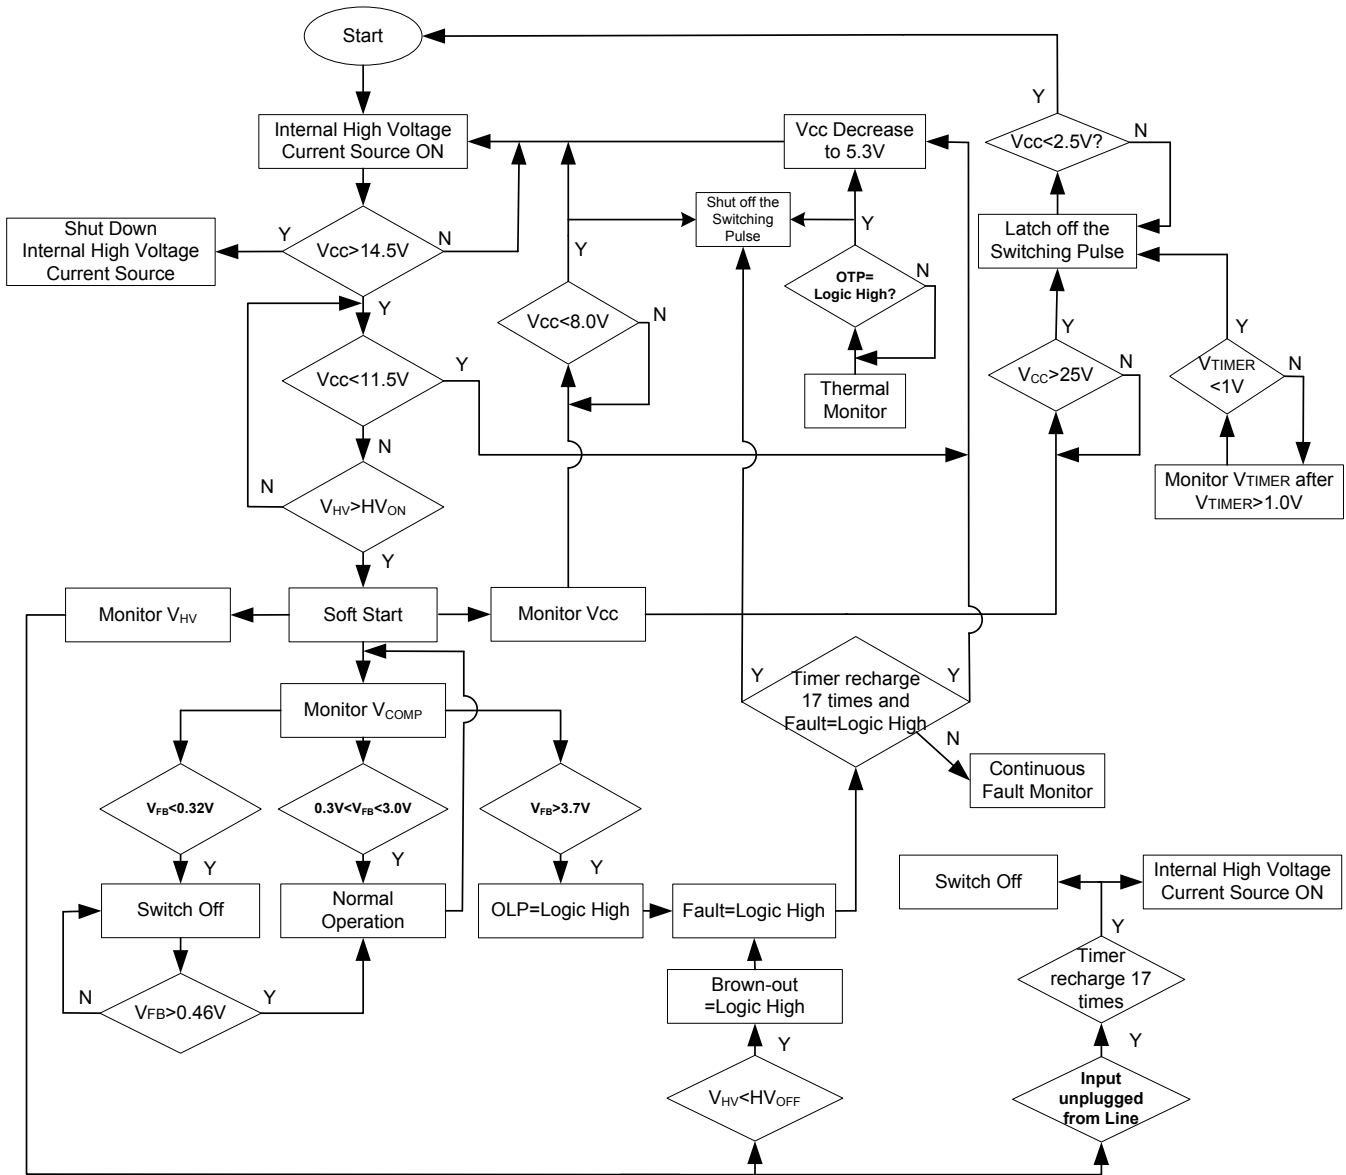 Start
Internal High Voltage
Current Source ON
Vcc>14.5V
Y
N
Y
Shut Down
Internal High Voltage
Current Source
Vcc<11.5V
Y
N
VHV>HVON
N
Y
Soft Start
Monitor VHV
Monitor Vcc
Vcc<8.0V
Y
N
Vcc Decrease
to 5.3V
Shut off the
Switching
Pulse
Y
OTP=
Logic High?
N
Thermal
Monitor
Y
Vcc<2.5V?
N
Latch off the
Switching Pulse
Y
VCC>25V
N
Y
VTIMER
<1V
N
Monitor VTIMER after
VTIMER>1.0V
Monitor VCOMP
VFB<0.32V
Y
0.3V<VFB<3.0V
Y
VFB>3.7V
Y
Switch Off
Normal
Operation
VFB>0.46V
N
Y
OLP=Logic High
Fault=Logic High
Brown-out
=Logic High
Y
VHV<HVOFF
Y
Y
Timer recharge
17 times and
Fault=Logic High
N
Continuous
Fault Monitor
Switch Off
Internal High Voltage
Current Source ON
Y
Timer
recharge 17
times
Y
Input
unplugged
from Line